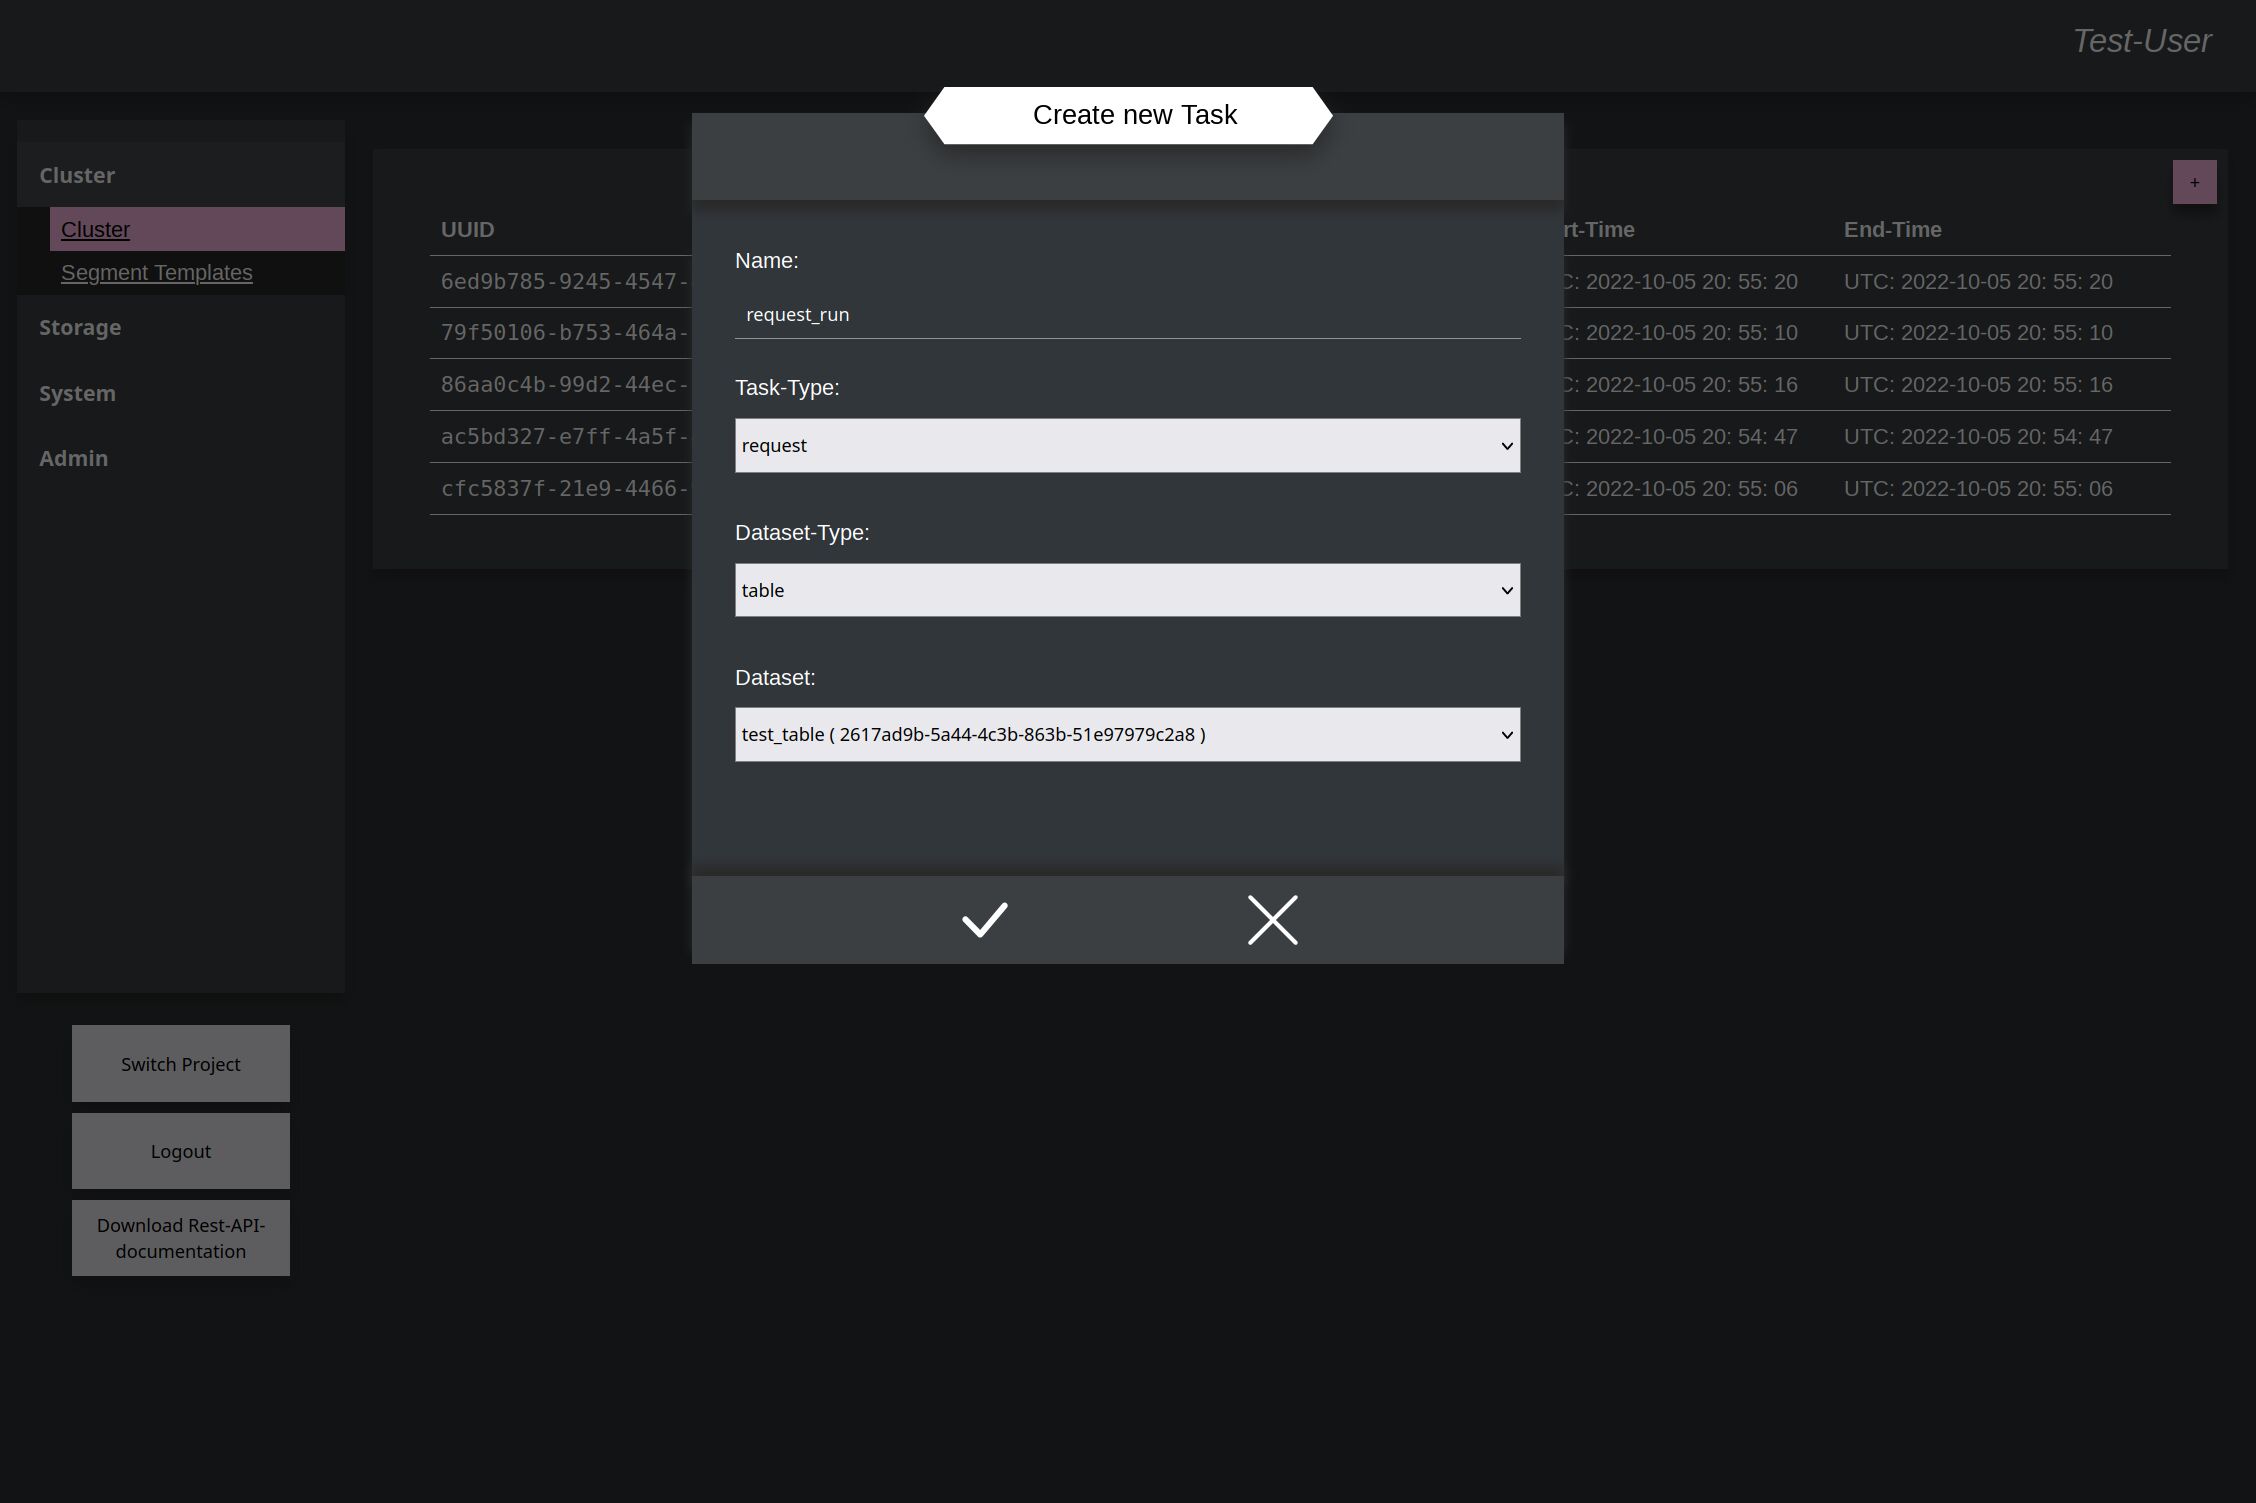 Test-User
Create new Task
Cluster
Cluster
Segment Templates
Storage
System
Admin
Switch Project
Logout
Download Rest-API-
documentation
+
UUID rt-Time End-Time
6ed9b785-9245-4547- : 2022-10-05 20: 55: 20 UTC: 2022-10-05 20: 55: 20
79f50106-b753-464a- : 2022-10-05 20: 55: 10 UTC: 2022-10-05 20: 55: 10
86aa0c4b-99d2-44ec- : 2022-10-05 20: 55: 16 UTC: 2022-10-05 20: 55: 16
ac5bd327-e7ff-4a5f- : 2022-10-05 20: 54: 47 UTC: 2022-10-05 20: 54: 47
cfc5837f-21e9-4466- : 2022-10-05 20: 55: 06 UTC: 2022-10-05 20: 55: 06
Name:
request_run
Task-Type:
request
Dataset-Type:
table
Dataset:
test_table ( 2617ad9b-5a44-4c3b-863b-51e97979c2a8 )